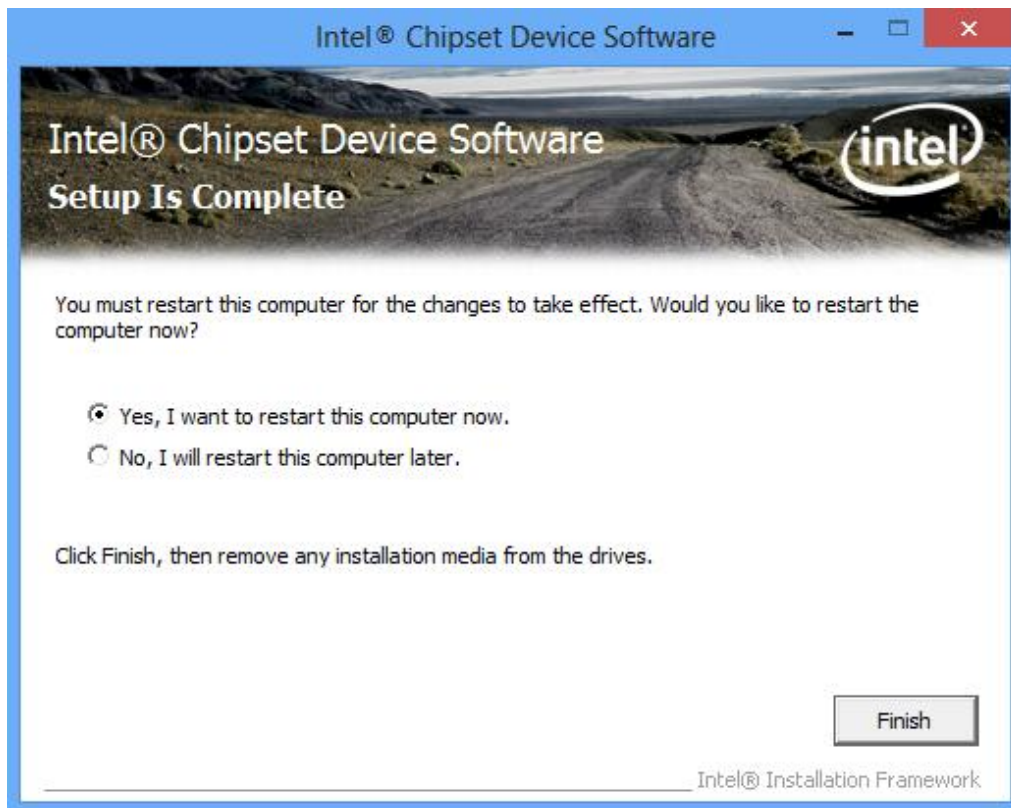 Intel® Chipset Device Software
Intel® Chipset Device Software
intel
Setup Is Complete
You must restart this computer for the changes to take effect. Would you like to restart the
computer now?
Yes, I want to restart this computer now.
No, I will restart this computer later.
Click Finish, then remove any installation media from the drives.
Finish
Intel® Installation Framework